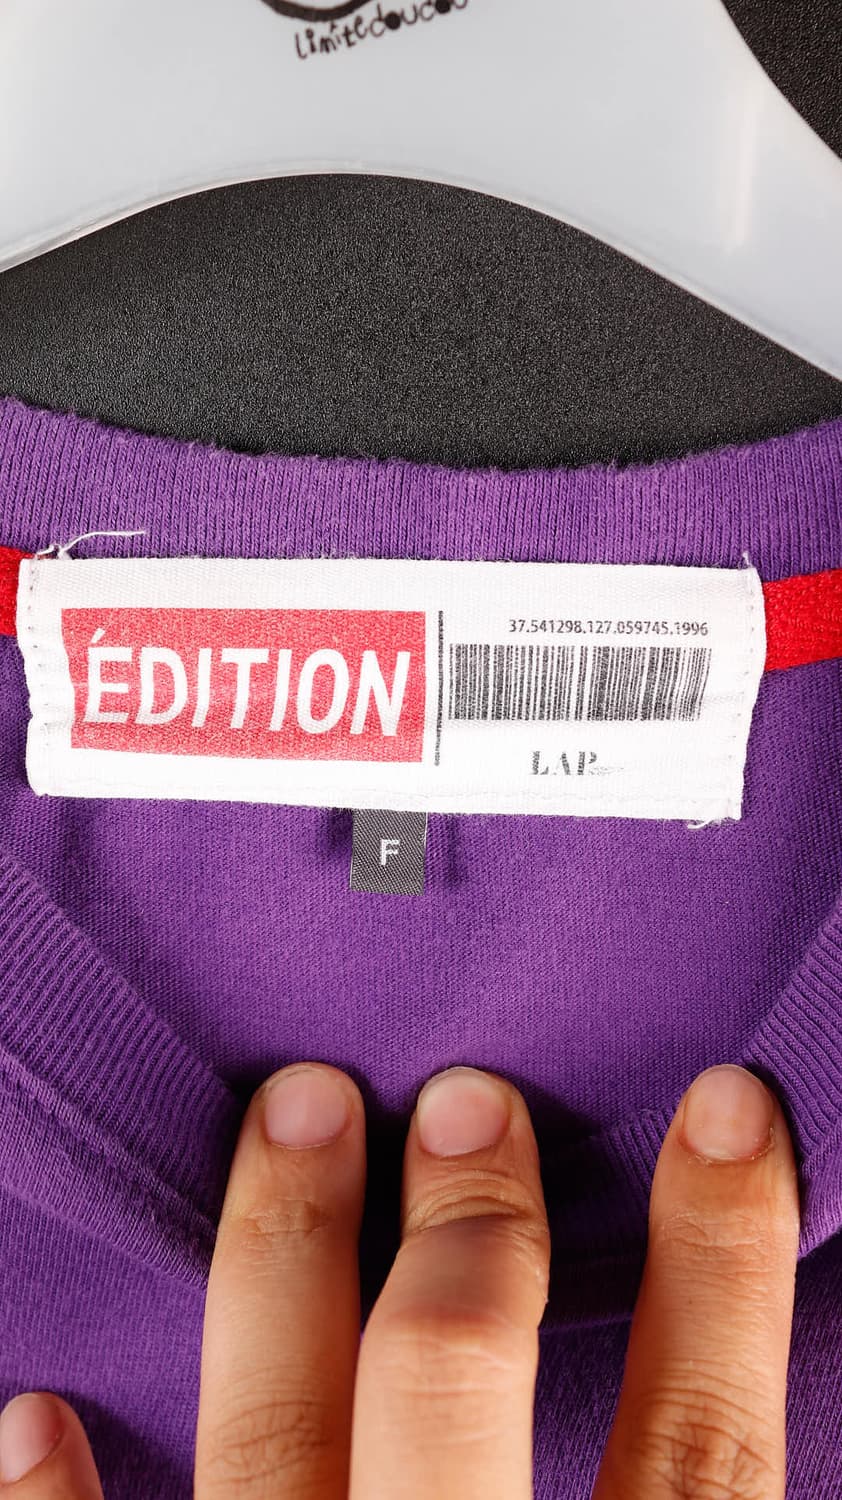 limitedoucou
ÉDITION
37.541298.127.059745.1996
LAP
F